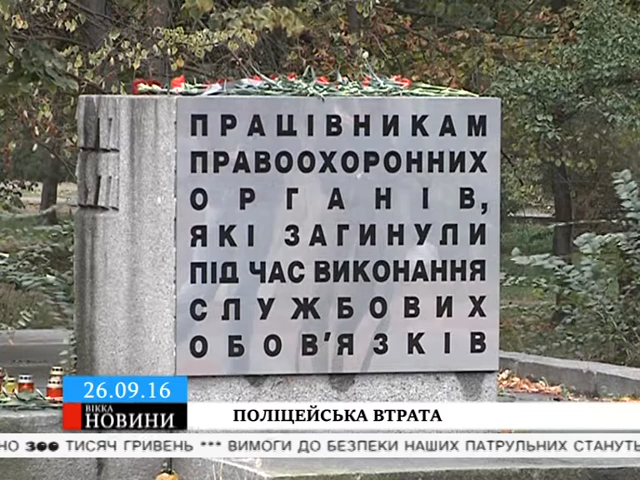 ПРАЦІВНИКАМ
ПРАВООХОРОННИХ
ОРГАНІВ,
ЯКІ ЗАГИНУЛИ
ПІД ЧАС ВИКОНАННЯ
СЛУЖБОВИХ
ОБОВ'ЯЗКІВ
26.09.16
ВІККА
НОВИНИ
ПОЛІЦЕЙСЬКА ВТРАТА
НО 300 ТИСЯЧ ГРИВЕНЬ *** ВИМОГИ ДО БЕЗПЕКИ НАШИХ ПАТРУЛЬНИХ СТАНУТЬ